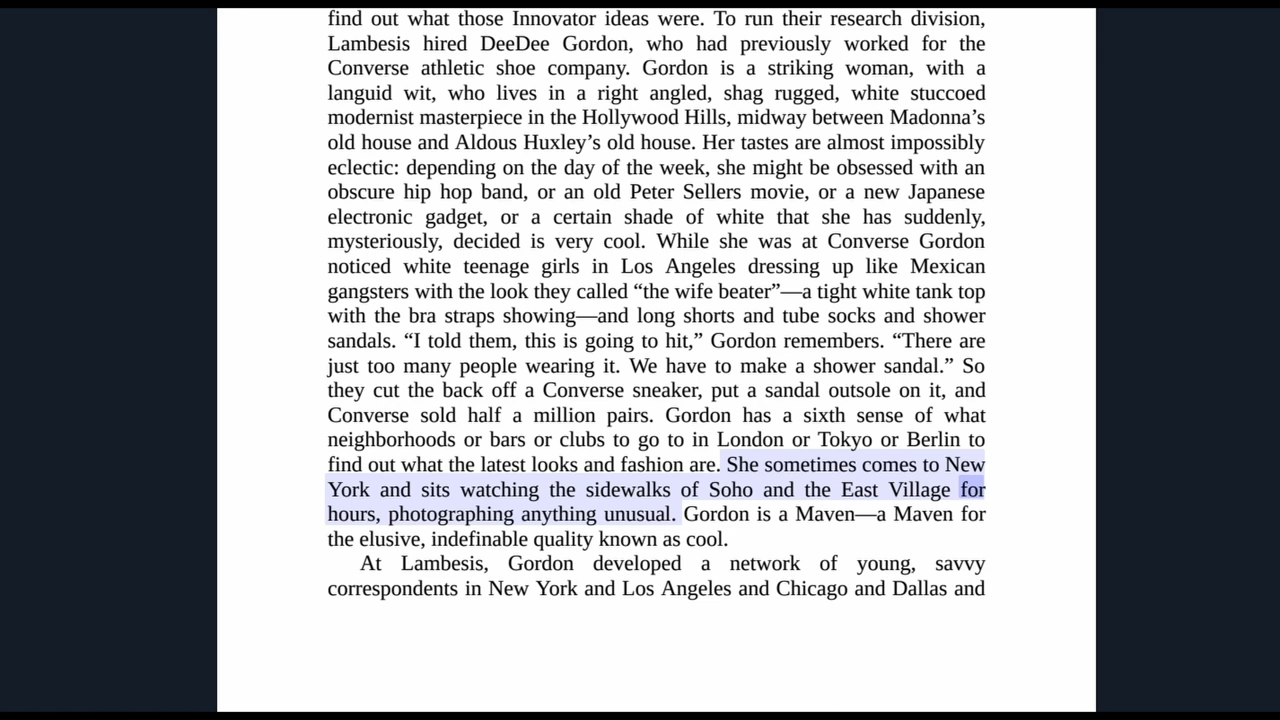 find out what those Innovator ideas were. To run their research division,
Lambesis hired DeeDee Gordon, who had previously worked for the
Converse athletic shoe company. Gordon is a striking woman, with a
languid wit, who lives in a right angled, shag rugged, white stuccoed
modernist masterpiece in the Hollywood Hills, midway between Madonna’s
old house and Aldous Huxley’s old house. Her tastes are almost impossibly
eclectic: depending on the day of the week, she might be obsessed with an
obscure hip hop band, or an old Peter Sellers movie, or a new Japanese
electronic gadget, or a certain shade of white that she has suddenly,
mysteriously, decided is very cool. While she was at Converse Gordon
noticed white teenage girls in Los Angeles dressing up like Mexican
gangsters with the look they called “the wife beater”—a tight white tank top
with the bra straps showing—and long shorts and tube socks and shower
sandals. “I told them, this is going to hit,” Gordon remembers. “There are
just too many people wearing it. We have to make a shower sandal.” So
they cut the back off a Converse sneaker, put a sandal outsole on it, and
Converse sold half a million pairs. Gordon has a sixth sense of what
neighborhoods or bars or clubs to go to in London or Tokyo or Berlin to
find out what the latest looks and fashion are. She sometimes comes to New
York and sits watching the sidewalks of Soho and the East Village for
hours, photographing anything unusual. Gordon is a Maven—a Maven for
the elusive, indefinable quality known as cool.
At Lambesis, Gordon developed a network of young, savvy
correspondents in New York and Los Angeles and Chicago and Dallas and